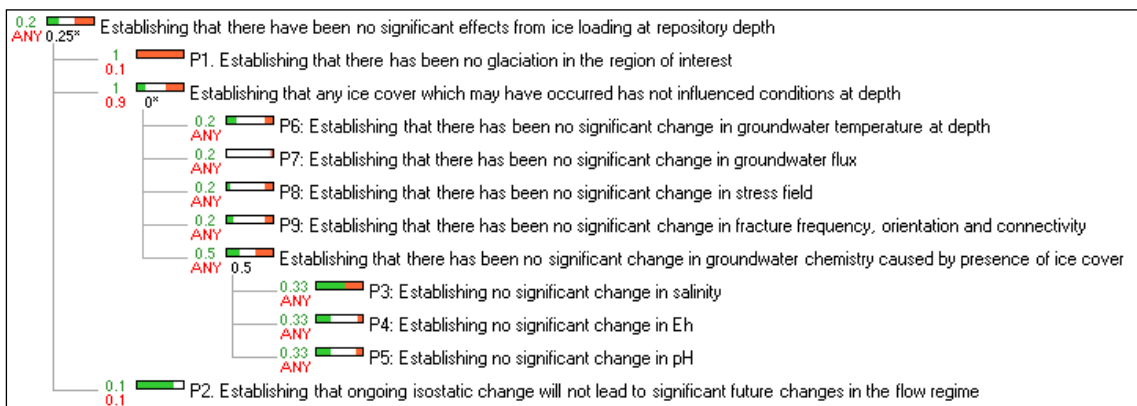 0.2 Establishing that there have been no significant effects from ice loading at repository depth
ANY 0.25*
1 P1. Establishing that there has been no glaciation in the region of interest
0.1
1 Establishing that any ice cover which may have occurred has not influenced conditions at depth
0.9 0*
0.2 P6: Establishing that there has been no significant change in groundwater temperature at depth
ANY
0.2 P7: Establishing that there has been no significant change in groundwater flux
ANY
0.2 P8: Establishing that there has been no significant change in stress field
ANY
0.2 P9: Establishing that there has been no significant change in fracture frequency, orientation and connectivity
ANY
0.5 Establishing that there has been no significant change in groundwater chemistry caused by presence of ice cover
ANY 0.5
0.33 P3: Establishing no significant change in salinity
ANY
0.33 P4: Establishing no significant change in Eh
ANY
0.33 P5: Establishing no significant change in pH
ANY
0.1 P2. Establishing that ongoing isostatic change will not lead to significant future changes in the flow regime
0.1